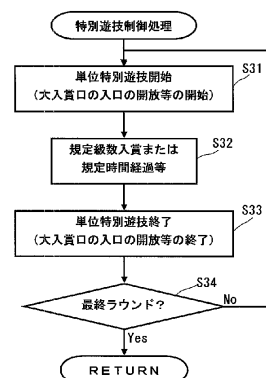 特別遊技制御処理
S31
単位特別遊技開始
(大入賞口の入口の開放等の開始)
S32
規定級数入賞または
規定時間経過等
S33
単位特別遊技終了
(大入賞口の入口の開放等の終了)
S34
最終ラウンド?
No
Yes
RETURN